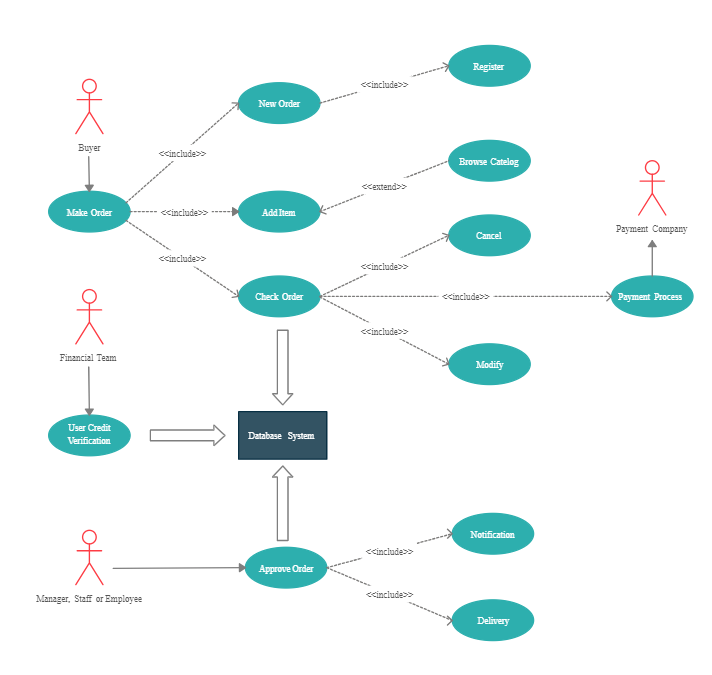 Register
<<include>>
New Order
Buyer
<<include>>
Browse Catelog
<<extend>>
Make Order
<<include>>
Add Item
Payment Company
Cancel
<<include>>
<<include>>
Check Order
<<include>>
Payment Process
<<include>>
Financial Team
Modify
User Credit
Verification
Database System
Notification
<<include>>
Approve Order
<<include>>
Manager, Staff or Employee
Delivery